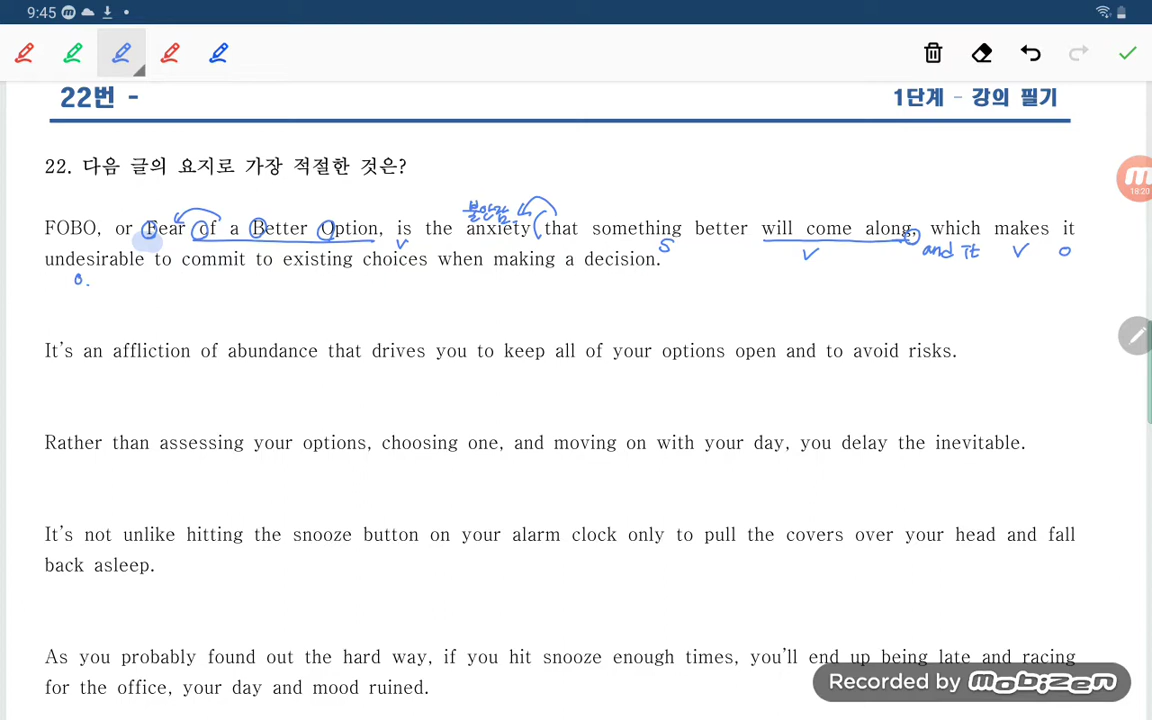 9:45
22번 -
1단계 - 강의 필기
22. 다음 글의 요지로 가장 적절한 것은?
불안감
FOBO, or Fear of a Better Option, is the anxiety that something better will come along, which makes it
v S v and it v o
undesirable to commit to existing choices when making a decision.
o.
It's an affliction of abundance that drives you to keep all of your options open and to avoid risks.
Rather than assessing your options, choosing one, and moving on with your day, you delay the inevitable.
It's not unlike hitting the snooze button on your alarm clock only to pull the covers over your head and fall
back asleep.
As you probably found out the hard way, if you hit snooze enough times, you'll end up being late and racing
for the office, your day and mood ruined.
18:20
Recorded by mobizen